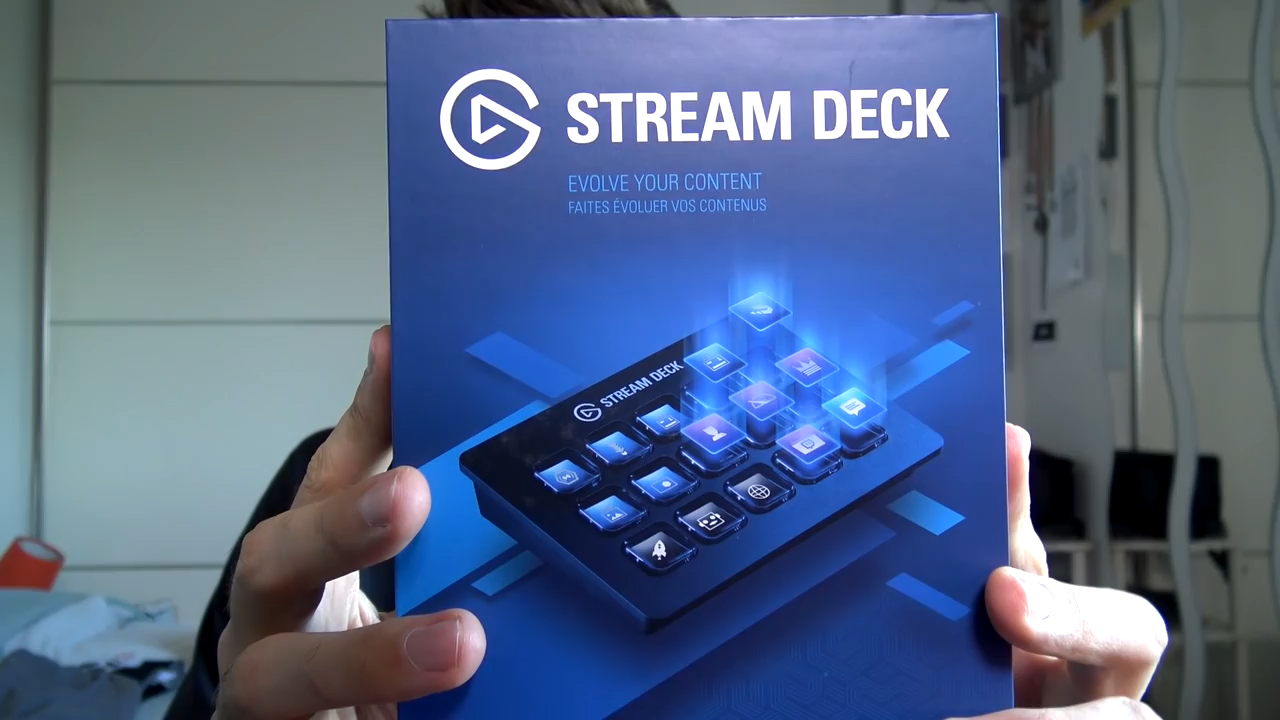 STREAM DECK
EVOLVE YOUR CONTENT
FAITES ÉVOLUER VOS CONTENUS
STREAM DECK